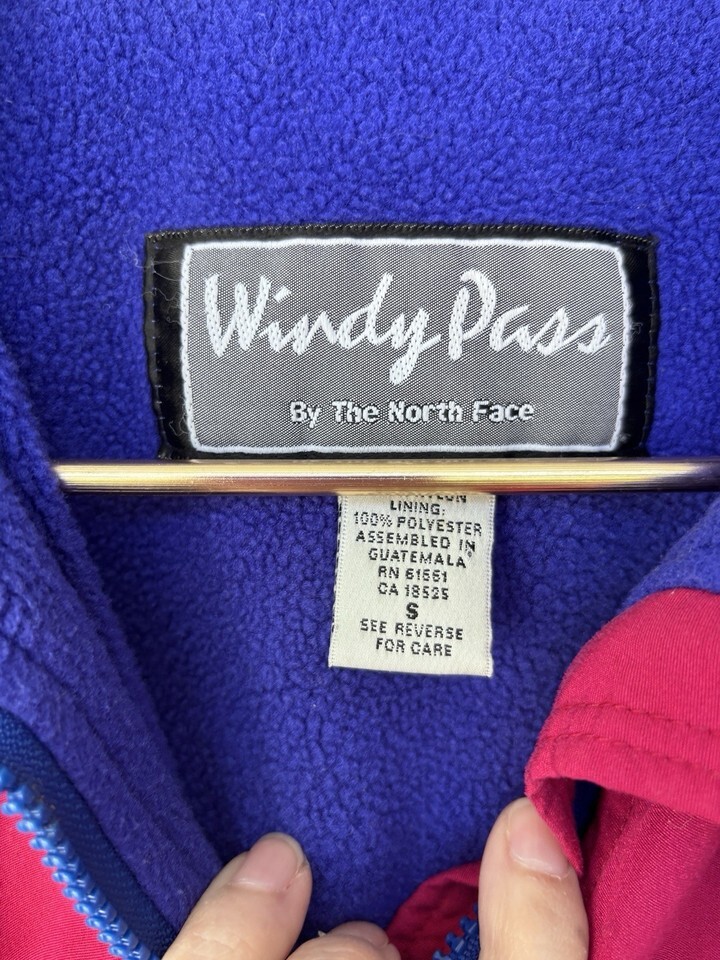 Windy Pass
By The North Face
LINING:
100% POLYESTER
ASSEMBLED IN
GUATEMALA
RN 61661
CA 18525
S
SEE REVERSE
FOR CARE